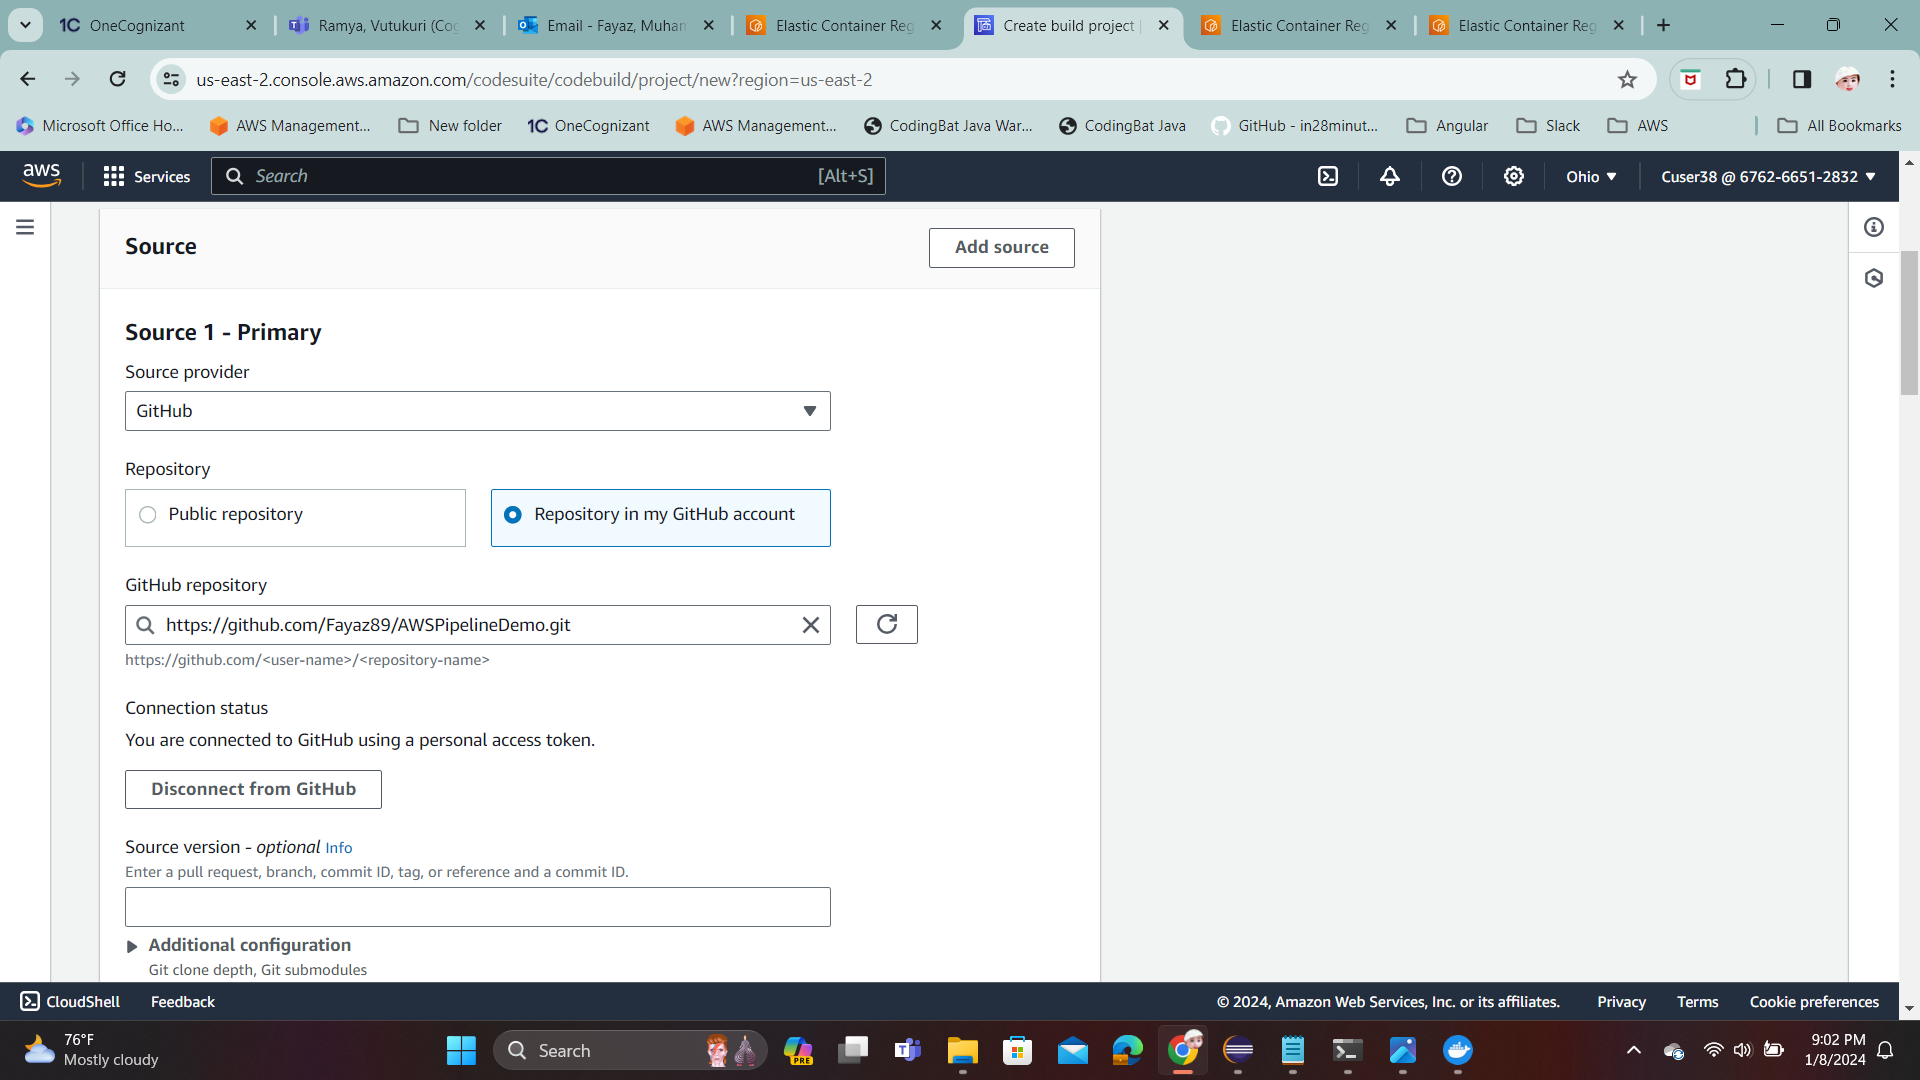 OneCognizant
Ramya, Vutukuri (Cog
Email - Fayaz, Muham
Elastic Container Reg
Create build project |
Elastic Container Reg
Elastic Container Reg
us-east-2.console.aws.amazon.com/codesuite/codebuild/project/new?region=us-east-2
Microsoft Office Ho...
AWS Management...
New folder
1C OneCognizant
AWS Management...
CodingBat Java War...
CodingBat Java
GitHub - in28minut...
Angular
Slack
AWS
All Bookmarks
aws
Services
Search
[Alt+S]
Ohio
Cuser38 @ 6762-6651-2832
Source
Add source
Source 1 - Primary
Source provider
GitHub
Repository
Public repository
Repository in my GitHub account
GitHub repository
https://github.com/Fayaz89/AWSPipelineDemo.git
https://github.com/<user-name>/<repository-name>
Connection status
You are connected to GitHub using a personal access token.
Disconnect from GitHub
Source version - optional Info
Enter a pull request, branch, commit ID, tag, or reference and a commit ID.
Additional configuration
Git clone depth, Git submodules
CloudShell
Feedback
© 2024, Amazon Web Services, Inc. or its affiliates.
Privacy
Terms
Cookie preferences
76°F
Mostly cloudy
Search
PRE
9:02 PM
1/8/2024